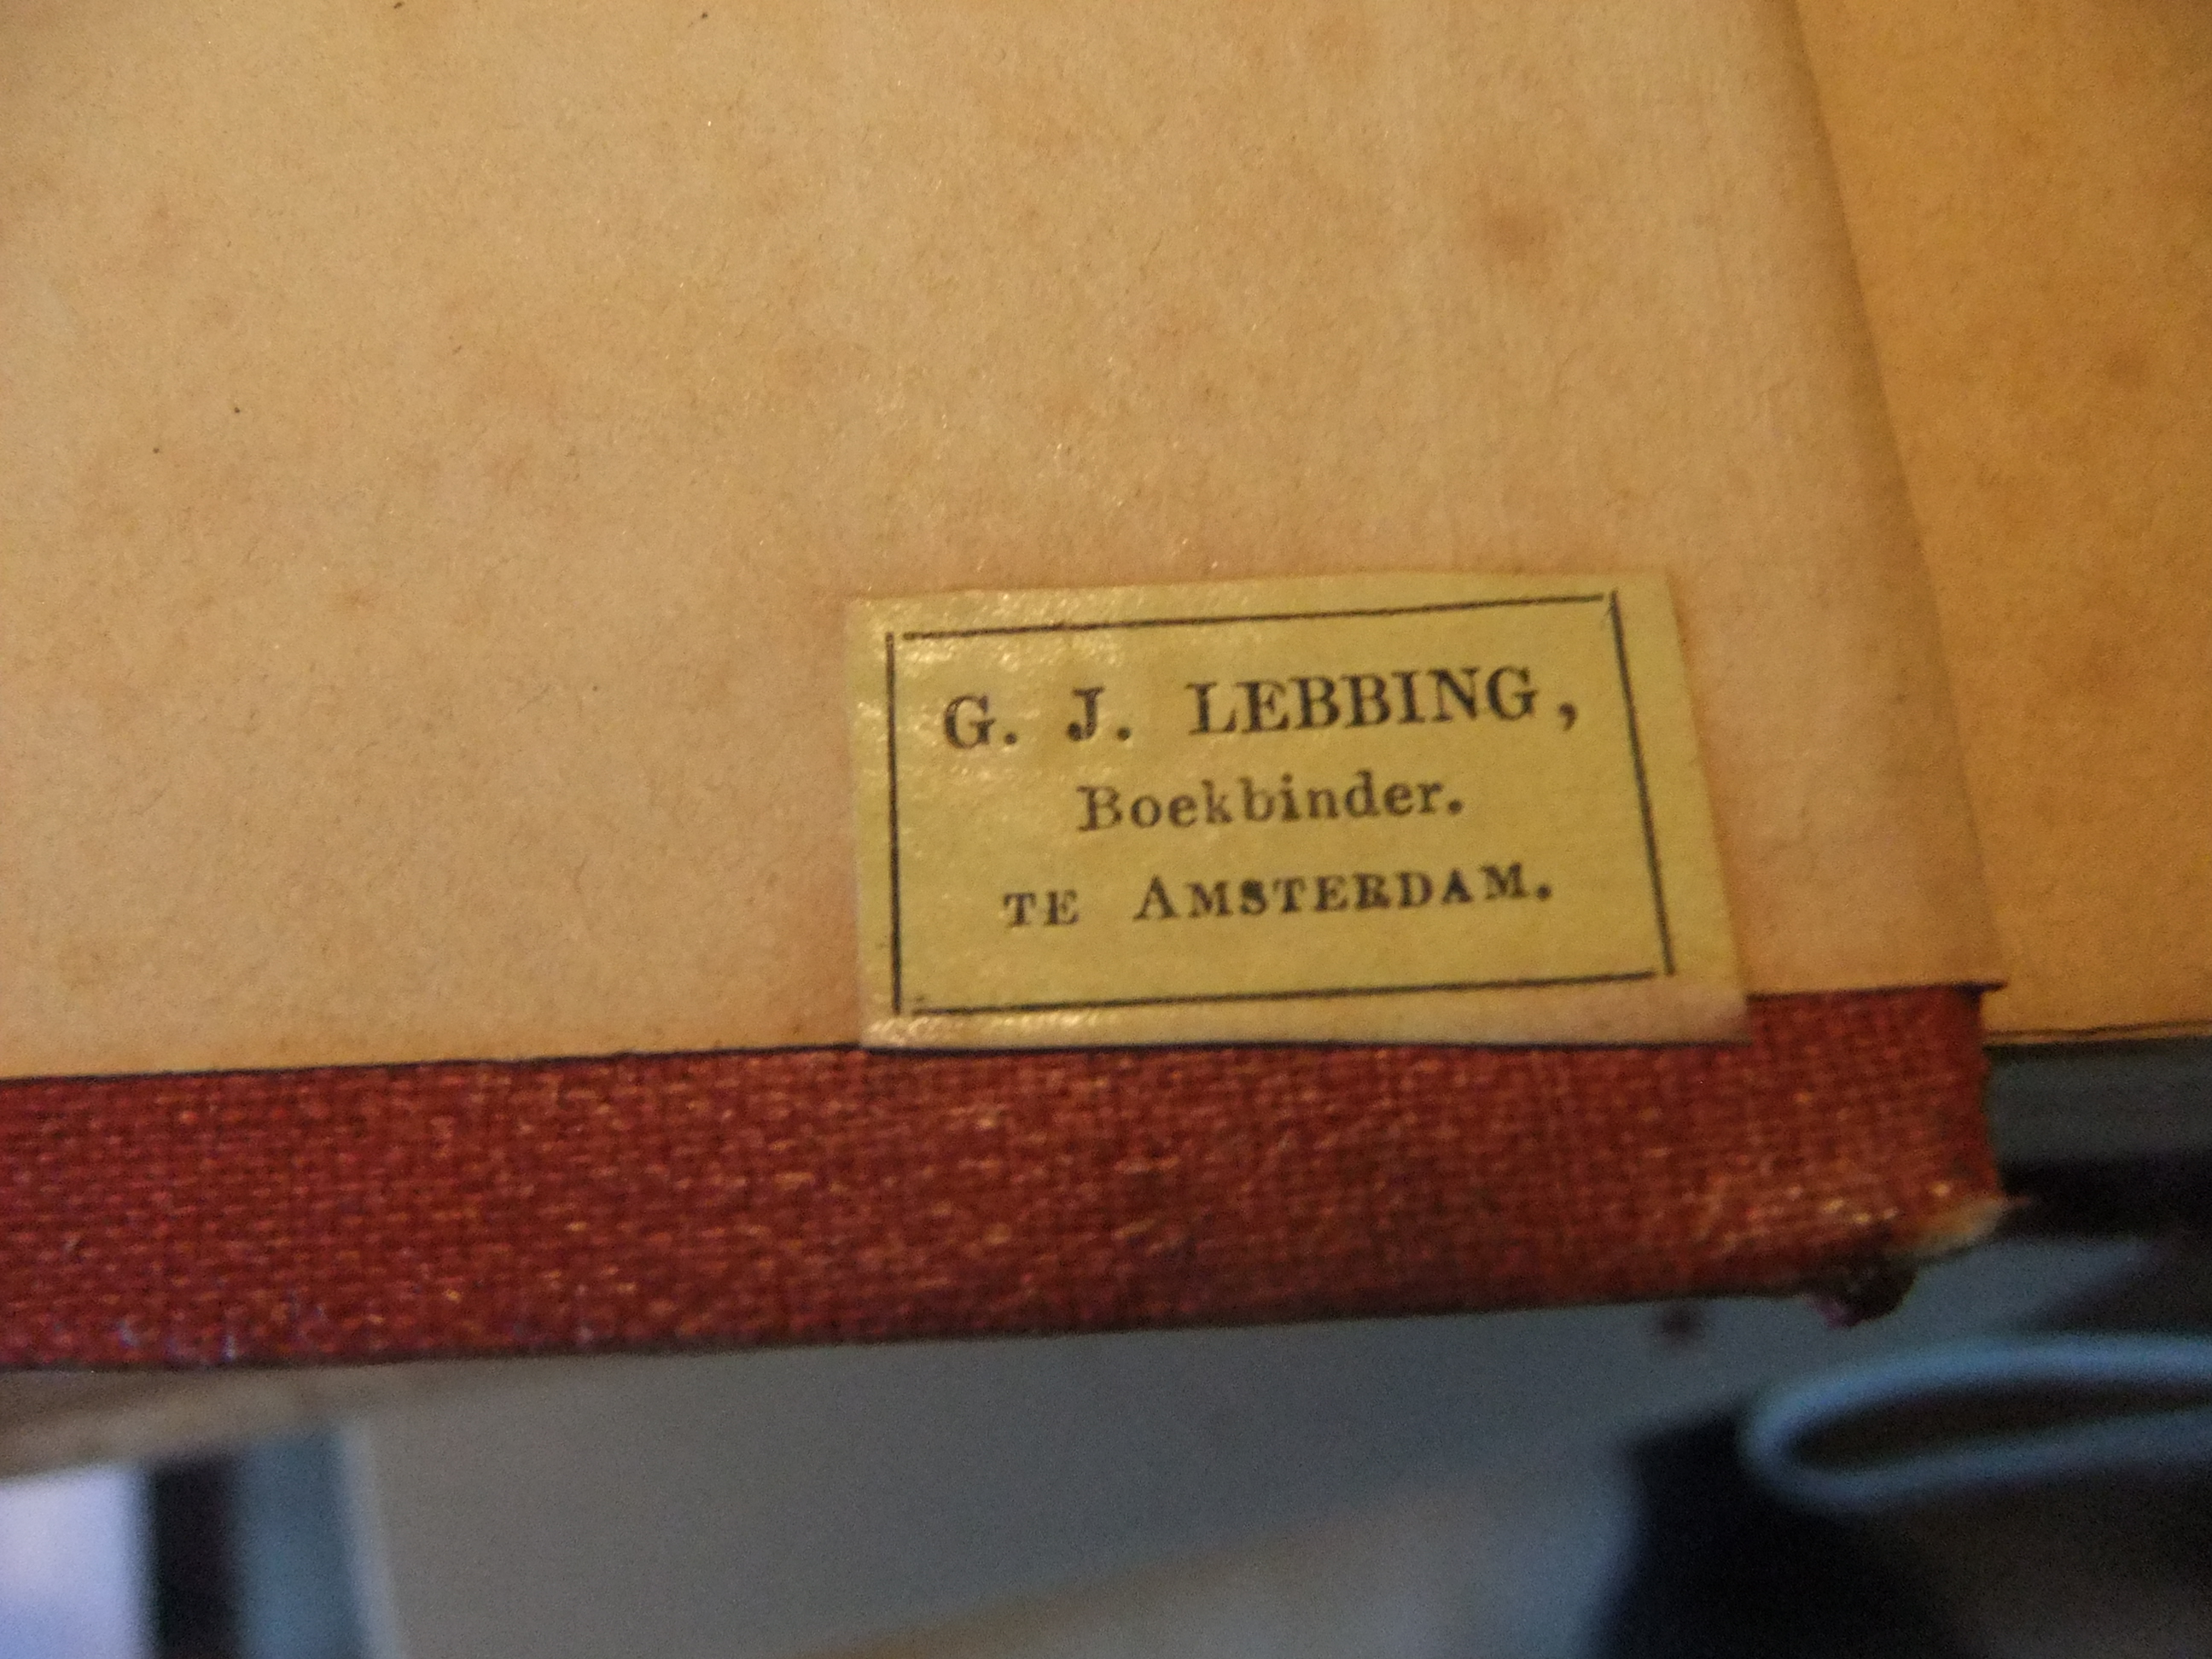 G. J. LEBBING,
Boekbinder.
TE AMSTERDAM.